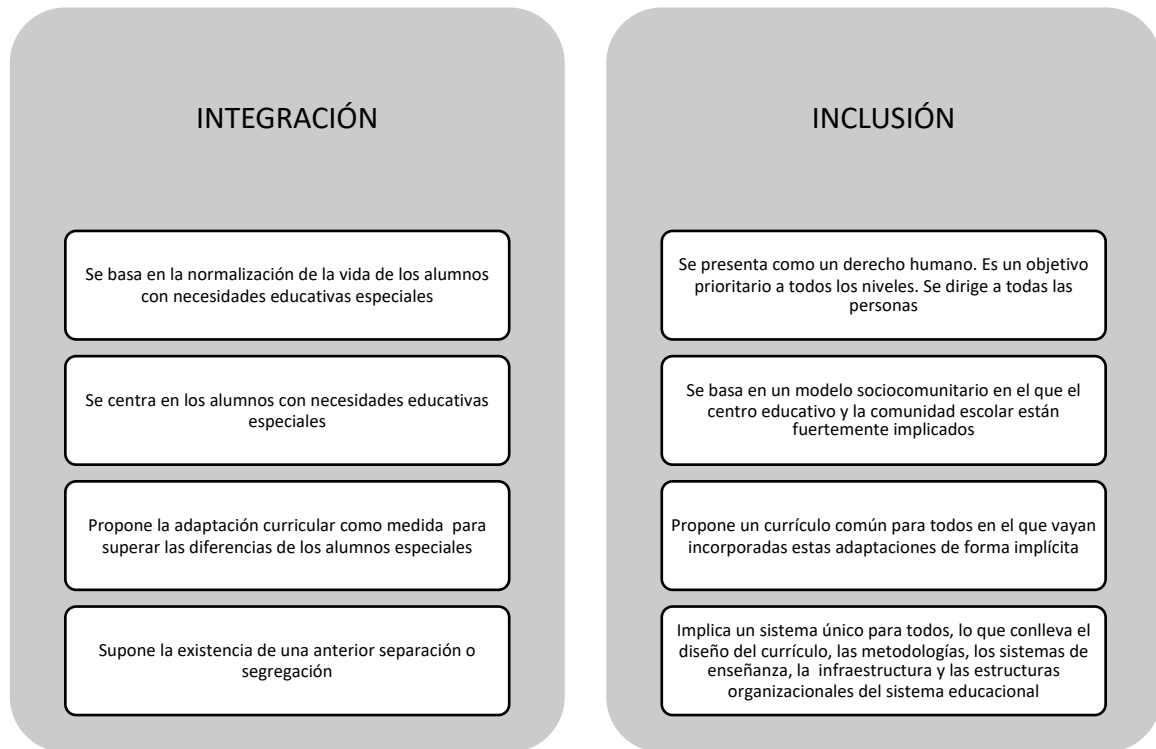 INTEGRACIÓN
Se basa en la normalización de la vida de los alumnos
con necesidades educativas especiales
Se centra en los alumnos con necesidades educativas
especiales
Propone la adaptación curricular como medida para
superar las diferencias de los alumnos especiales
Supone la existencia de una anterior separación o
segregación
INCLUSIÓN
Se presenta como un derecho humano. Es un objetivo
prioritario a todos los niveles. Se dirige a todas las
personas
Se basa en un modelo sociocomunitario en el que el
centro educativo y la comunidad escolar están
fuertemente implicados
Propone un currículo común para todos en el que vayan
incorporadas estas adaptaciones de forma implícita
Implica un sistema único para todos, lo que conlleva el
diseño del currículo, las metodologías, los sistemas de
enseñanza, la infraestructura y las estructuras
organizacionales del sistema educacional